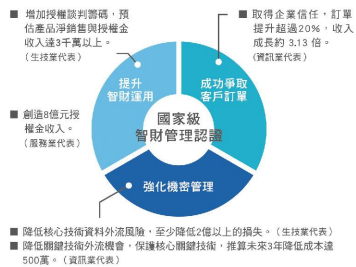 ■ 增加授權談判籌碼，預
估產品淨銷售與授權金
收入達3千萬以上。
（生技業代表）
■ 取得企業信任，訂單
提升超過20%，收入
成長約 3.13 倍。
（資訊業代表）
提升
智財運用
成功爭取
客戶訂單
■ 創造8億元授
權金收入。
（服務業代表）
國家級
智財管理認證
強化機密管理
■ 降低核心技術資料外流風險，至少降低2億以上的損失。（生技業代表）
■ 降低關鍵技術外流機會，保護核心關鍵技術，推算未來3年降低成本達
500萬。（資訊業代表）